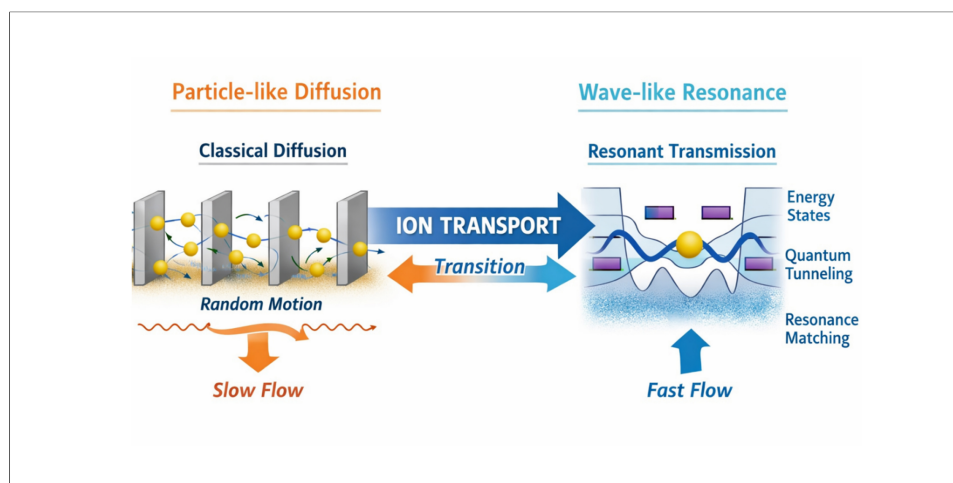 Particle-like Diffusion
Classical Diffusion
Random Motion
Slow Flow
ION TRANSPORT
Transition
Wave-like Resonance
Resonant Transmission
Energy
States
Quantum
Tunneling
Resonance
Matching
Fast Flow